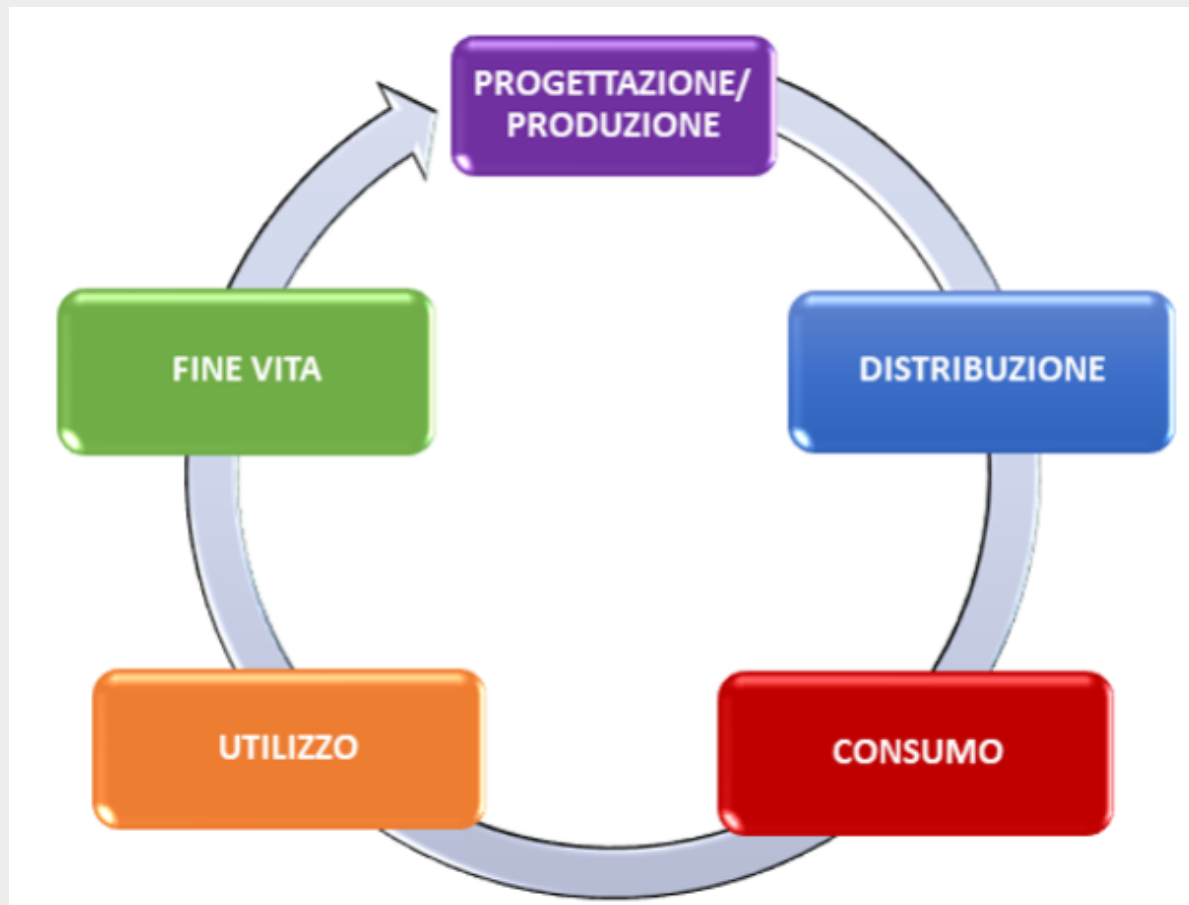 PROGETTAZIONE/
PRODUZIONE
FINE VITA
DISTRIBUZIONE
UTILIZZO
CONSUMO